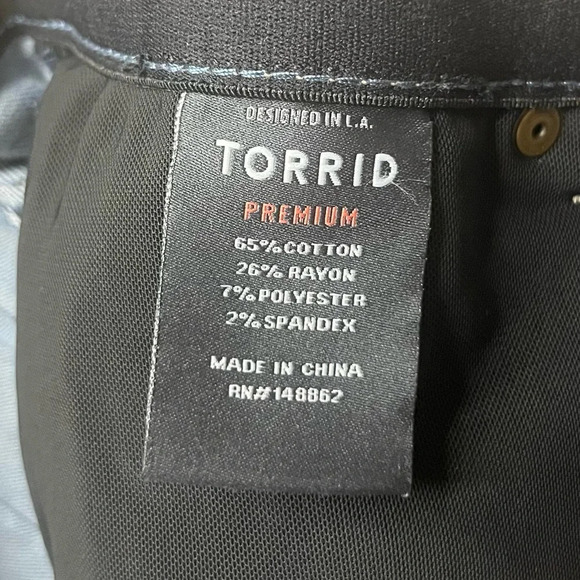 DESIGNED IN L.A.
TORRID
PREMIUM
65% COTTON
26% RAYON
7% POLYESTER
2% SPANDEX
MADE IN CHINA
RN#148862